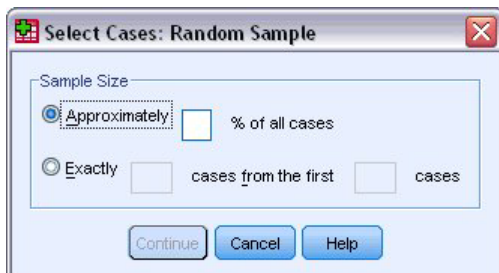 Select Cases: Random Sample
Sample Size
Approximately % of all cases
Exactly cases from the first cases
Continue Cancel Help